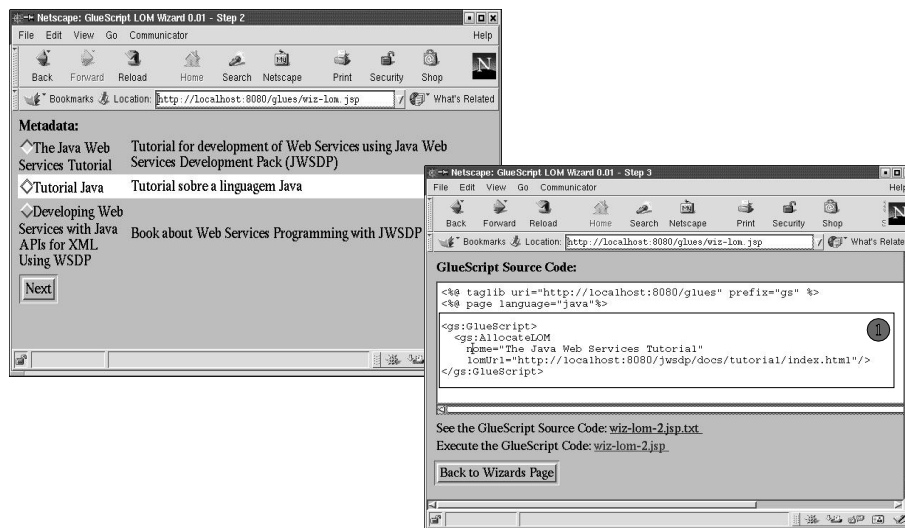 Netscape: GlueScript LOM Wizard 0.01 - Step 2
File Edit View Go Communicator Help
Back Forward Reload Home Search Netscape Print Security Shop N
Bookmarks Location: http://localhost:8080/glues/wiz-lom.jsp What's Related
Metadata:
The Java Web Services Tutorial
Tutorial for development of Web Services using Java Web
Services Development Pack (JWSDP)
Tutorial Java Tutorial sobre a linguagem Java
Developing Web
Services with Java
APIs for XML
Using WSDP
Book about Web Services Programming with JWSDP
Next
Netscape: GlueScript LOM Wizard 0.01 - Step 3
File Edit View Go Communicator Help
Back Forward Reload Home Search Netscape Print Security Shop S N
Bookmarks Location: http://localhost:8080/glues/wiz-lom.jsp What's Relate
GlueScript Source Code:
<%@ taglib uri="http://localhost:8080/glues" prefix="gs" %>
<%@ page language="java"%>
<gs:GlueScript>
<gs:AllocateLOM
nome="The Java Web Services Tutorial"
lomUrl="http://localhost:8080/jwsdp/docs/tutorial/index.html"/>
</gs:GlueScript>
1
See the GlueScript Source Code: wiz-lom-2.jsp.txt
Execute the GlueScript Code: wiz-lom-2.jsp
Back to Wizards Page